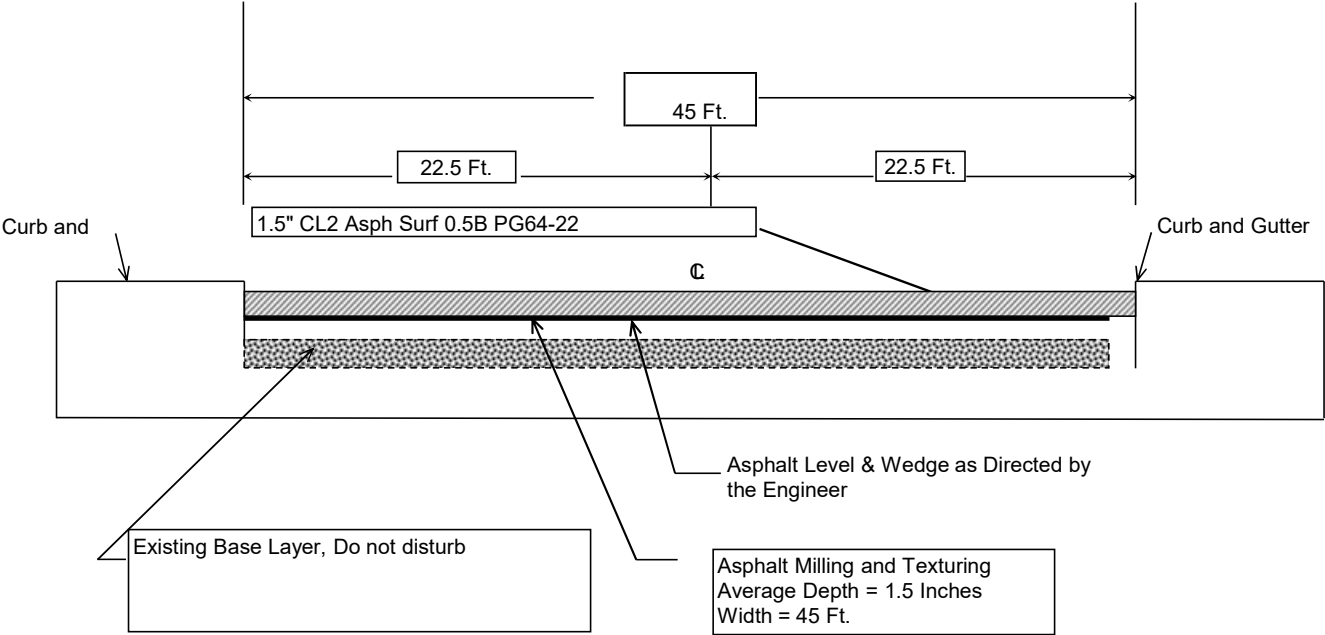 45 Ft.
22.5 Ft.
22.5 Ft.
1.5" CL2 Asph Surf 0.5B PG64-22
Curb and
Curb and Gutter
℄
Asphalt Level & Wedge as Directed by
the Engineer
Existing Base Layer, Do not disturb
Asphalt Milling and Texturing
Average Depth = 1.5 Inches
Width = 45 Ft.